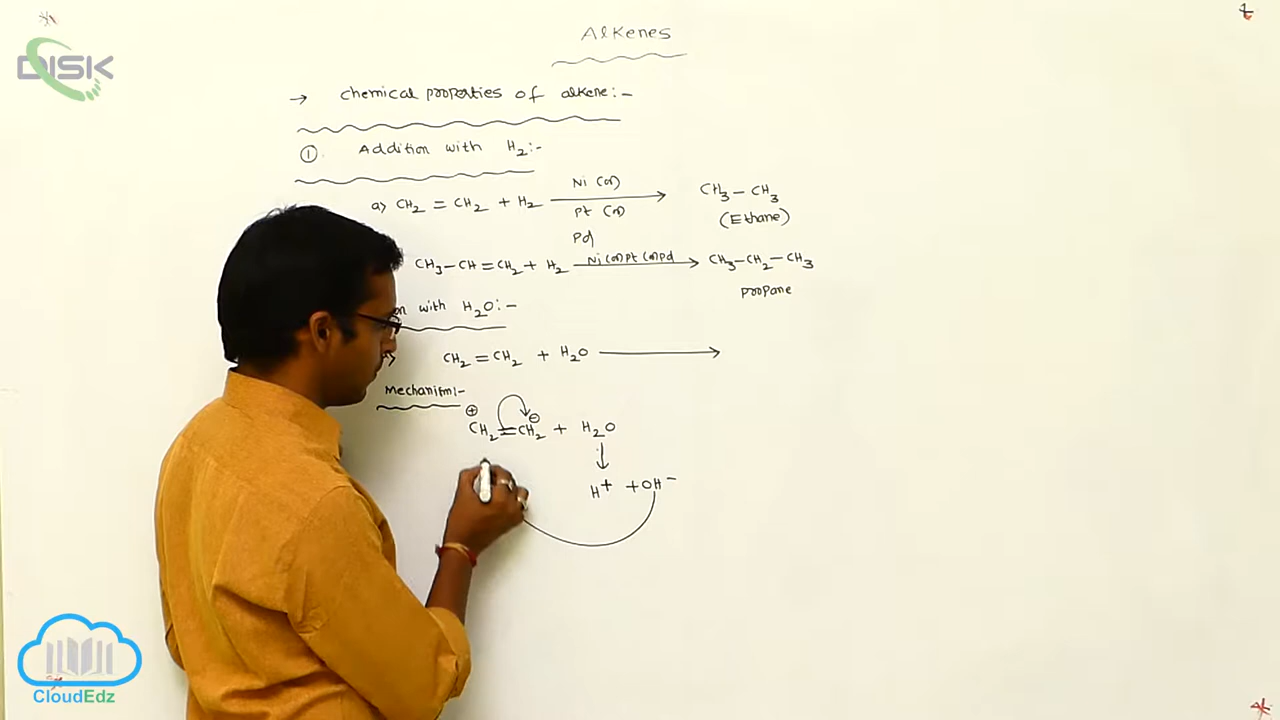 DISK
Alkenes
→ chemical properties of alkene:-
① Addition with H₂:-
a) CH₂ = CH₂ + H₂ Ni (or) Pt (or) Pd → CH₃ - CH₃
(Ethane)
CH₃-CH=CH₂ + H₂ Ni (or) Pt (or) Pd → CH₃-CH₂-CH₃
propane
with H₂O:-
CH₂ = CH₂ + H₂O →
Mechanism:-
⊕ ⊖
CH₂=CH₂ + H₂O
↓
H⁺ + OH⁻
CloudEdz